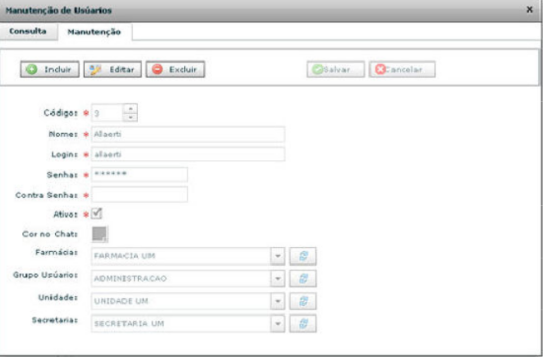 Manutenção de Usúarios x
Consulta Manutenção
Incluir Editar Excluir Salvar Cancelar
Código: * 3
Nome: * Allaerti
Login: * allaerti
Senha: * *******
Contra Senha: *
Ativo: *
Cor no Chat:
Farmácia: FARMACIA UM
Grupo Usúario: ADMINISTRACAO
Unidade: UNIDADE UM
Secretaria: SECRETARIA UM